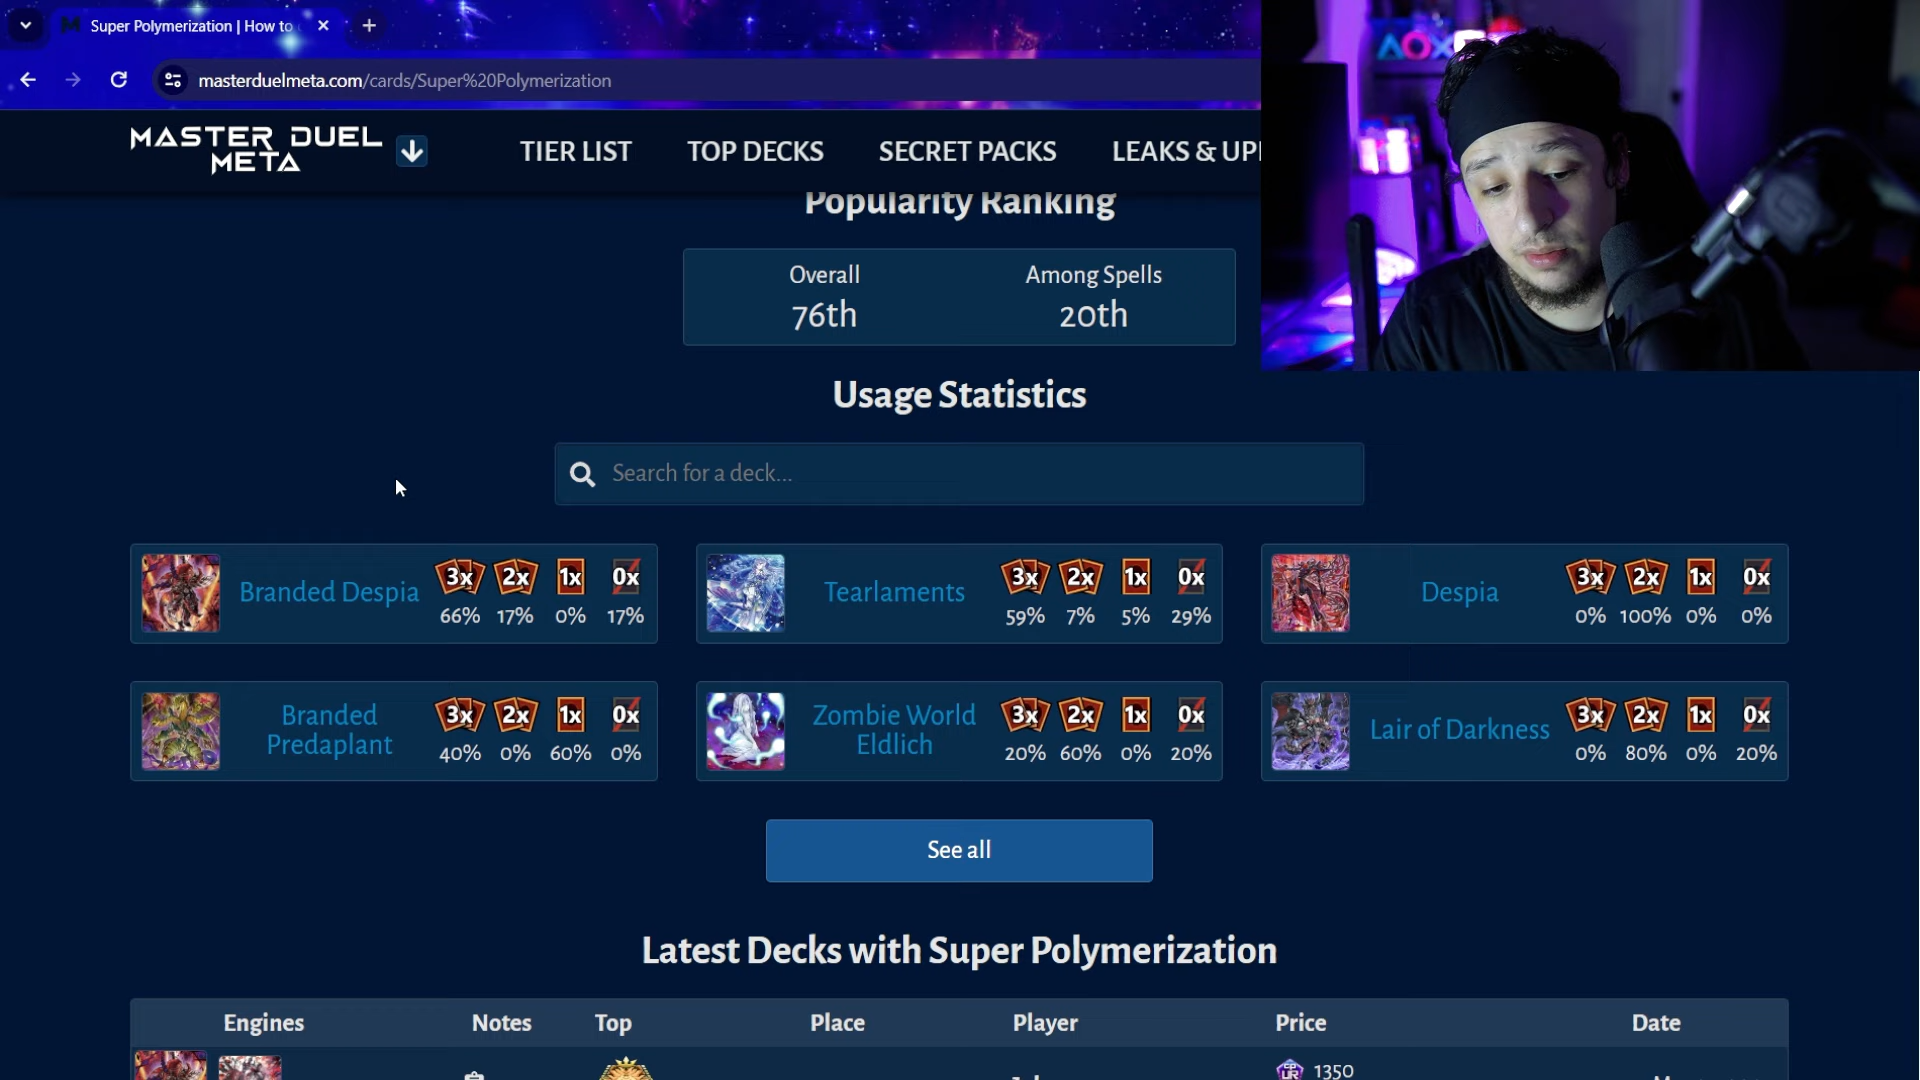 Super Polymerization | How to
masterduelmeta.com/cards/Super%20Polymerization
MASTER DUEL
META
TIER LIST
TOP DECKS
SECRET PACKS
LEAKS & UP
Popularity Ranking
Overall
Among Spells
76th
20th
Usage Statistics
Search for a deck...
Branded Despia
3x 2x 1x 0x
66% 17% 0% 17%
Tearlaments
3x 2x 1x 0x
59% 7% 5% 29%
Despia
3x 2x 1x 0x
0% 100% 0% 0%
Branded
Predaplant
3x 2x 1x 0x
40% 0% 60% 0%
Zombie World
Eldlich
3x 2x 1x 0x
20% 60% 0% 20%
Lair of Darkness
3x 2x 1x 0x
0% 80% 0% 20%
See all
Latest Decks with Super Polymerization
Engines Notes Top Place Player Price Date
UR 1350